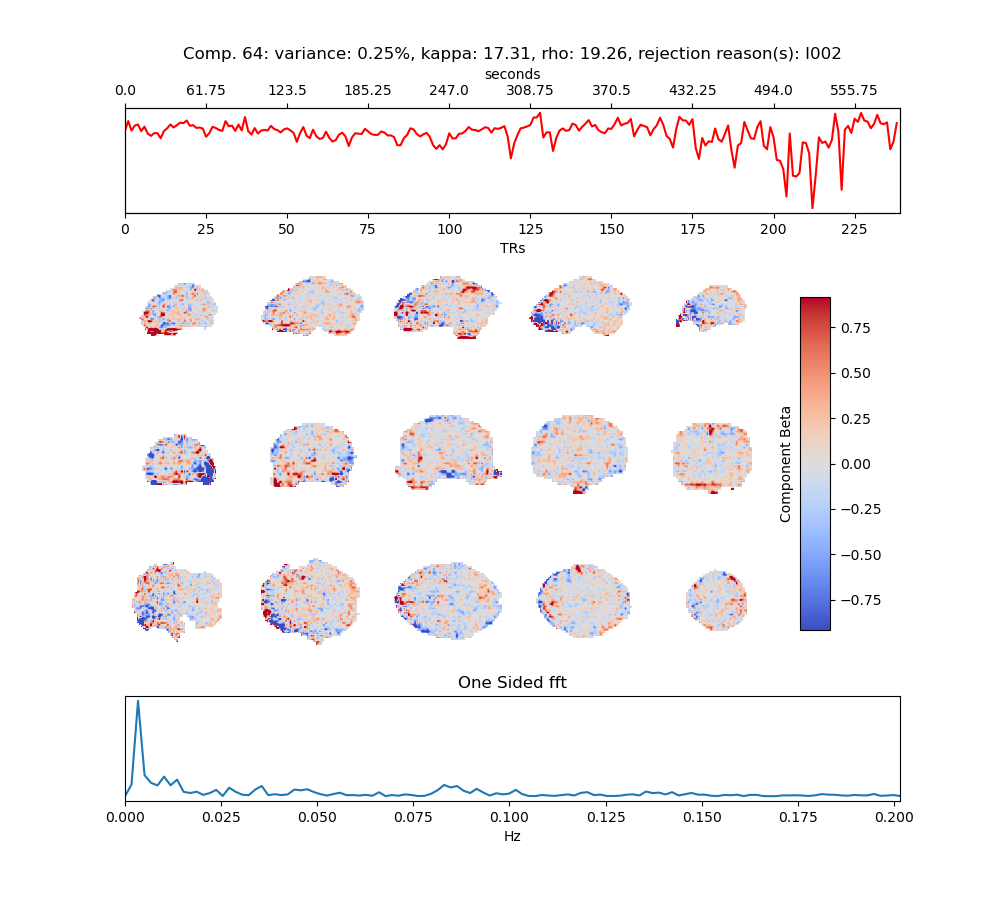 Comp. 64: variance: 0.25%, kappa: 17.31, rho: 19.26, rejection reason(s): I002
seconds
0.0 61.75 123.5 185.25 247.0 308.75 370.5 432.25 494.0 555.75
0 25 50 75 100 125 150 175 200 225
TRs
0.75
0.50
0.25
0.00
−0.25
−0.50
−0.75
Component Beta
One Sided fft
0.000 0.025 0.050 0.075 0.100 0.125 0.150 0.175 0.200
Hz